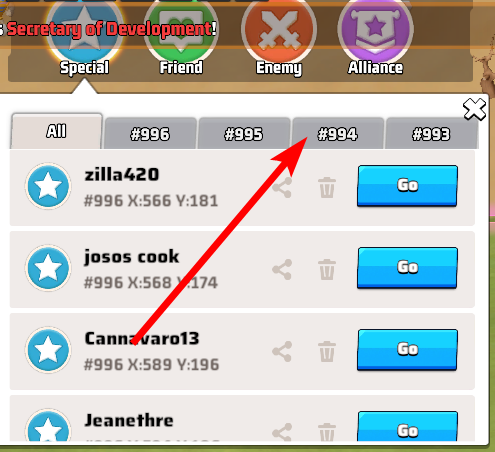 s Secretary of Development!
Special Friend Enemy Alliance
All #996 #995 #994 #993
zilla420
#996 X:566 Y:181
Go
josos cook
#996 X:568 Y:174
Go
Cannavaro13
#996 X:589 Y:196
Go
Jeanethre
Go